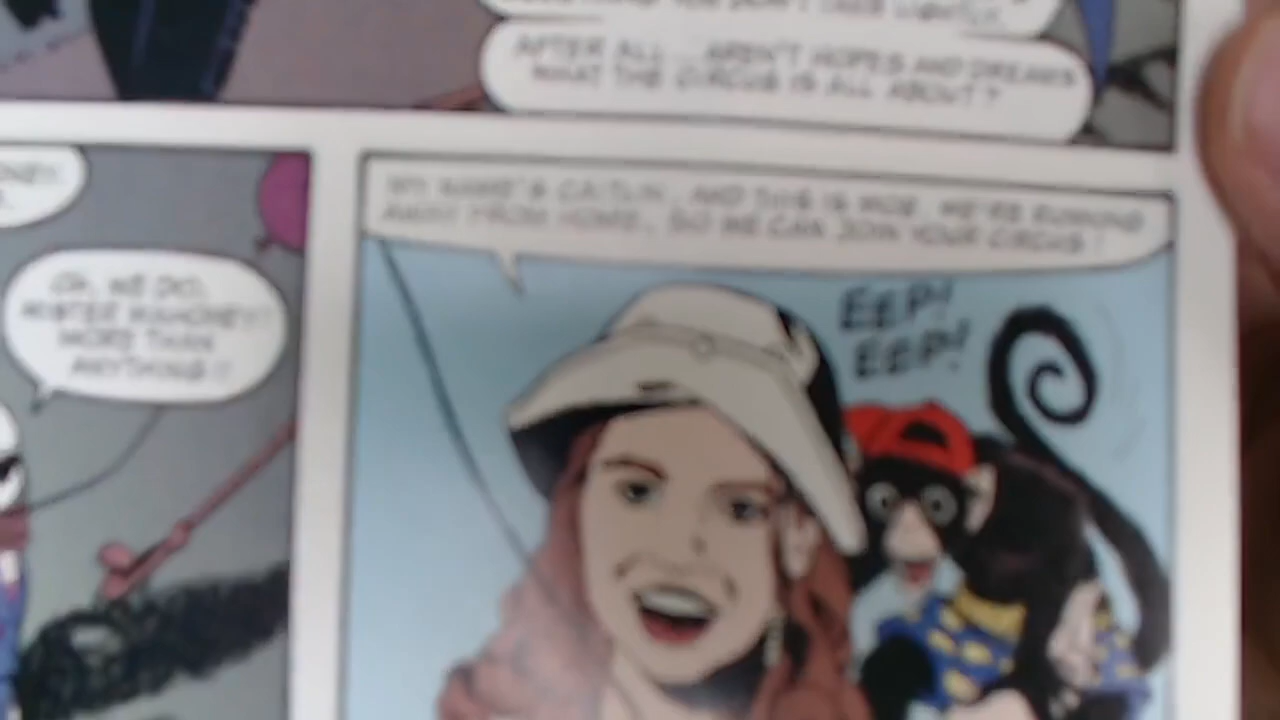 AFTER ALL... AREN'T HOPES AND DREAMS
WHAT THE CIRCUS IS ALL ABOUT?
OH, WE DO,
MISTER MAHONEY!
MORE THAN
ANYTHING!!
MY NAME'S CAITLIN, AND THIS IS MOE. WE'RE RUNNING
AWAY FROM HOME, SO WE CAN JOIN YOUR CIRCUS!
EEP!
EEP!